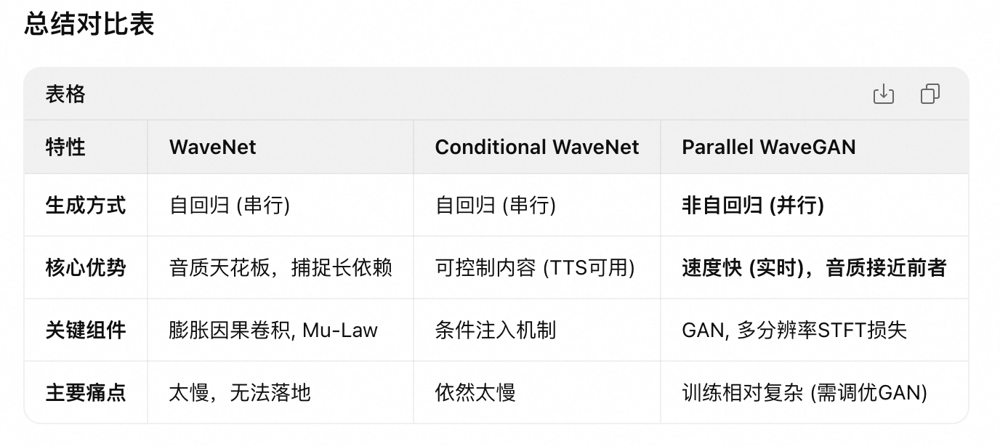 总结对比表
表格
特性 WaveNet Conditional WaveNet Parallel WaveGAN
生成方式 自回归 (串行) 自回归 (串行) 非自回归 (并行)
核心优势 音质天花板，捕捉长依赖 可控制内容 (TTS可用) 速度快 (实时)，音质接近前者
关键组件 膨胀因果卷积, Mu-Law 条件注入机制 GAN, 多分辨率STFT损失
主要痛点 太慢，无法落地 依然太慢 训练相对复杂 (需调优GAN)